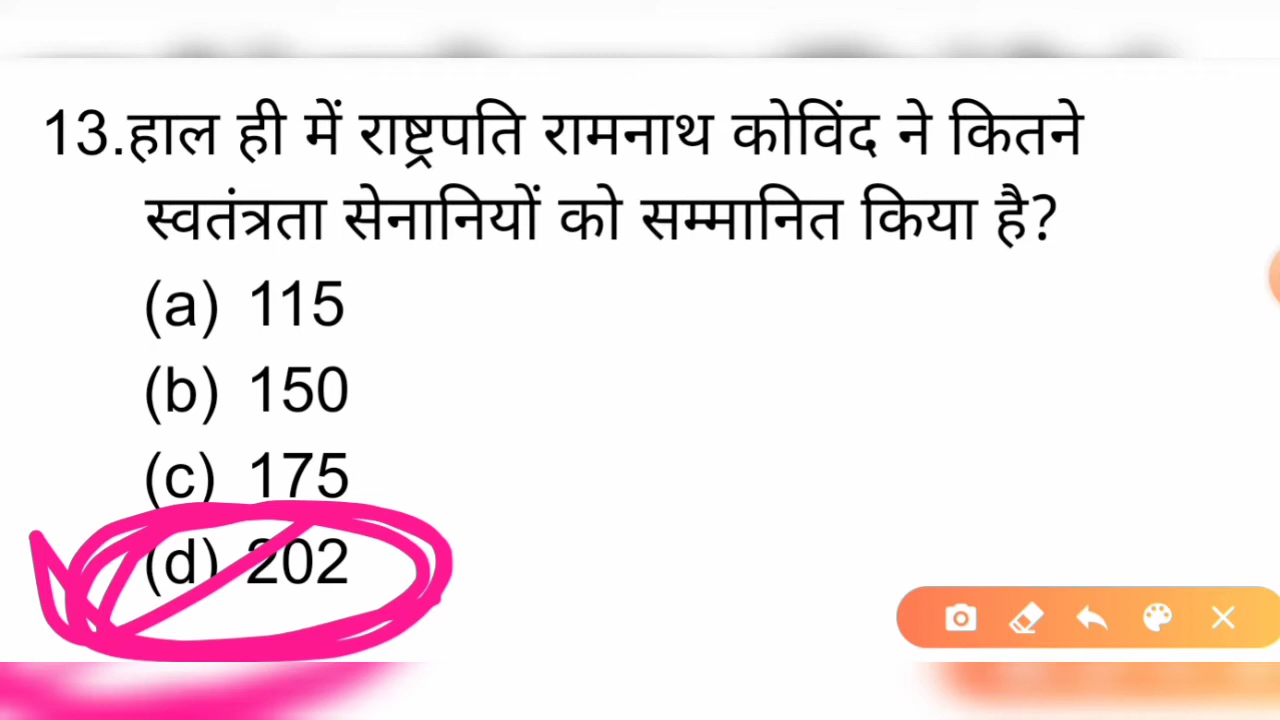 13.हाल ही में राष्ट्रपति रामनाथ कोविंद ने कितने
स्वतंत्रता सेनानियों को सम्मानित किया है?
(a) 115
(b) 150
(c) 175
(d) 202